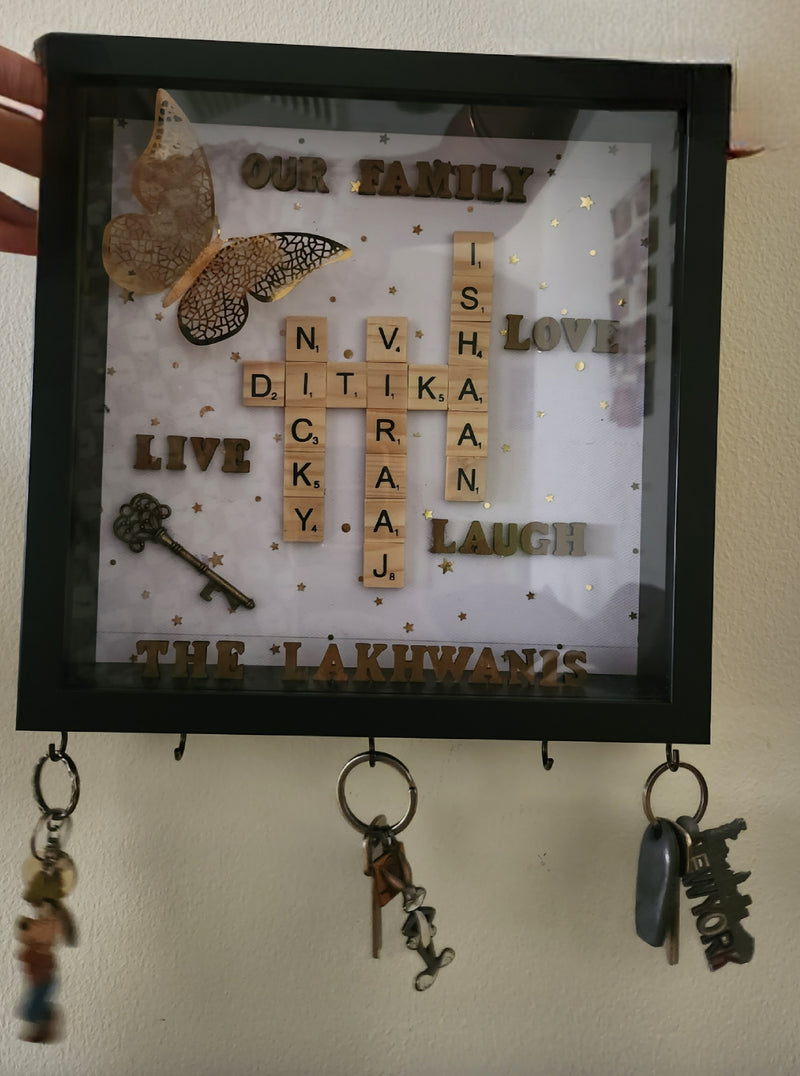 OUR FAMILY
ISHAAN
NICKY
VIRAAJ
LOVE
DITIKA
LIVE
LAUGH
THE LAKHWANIS
NEWYORK